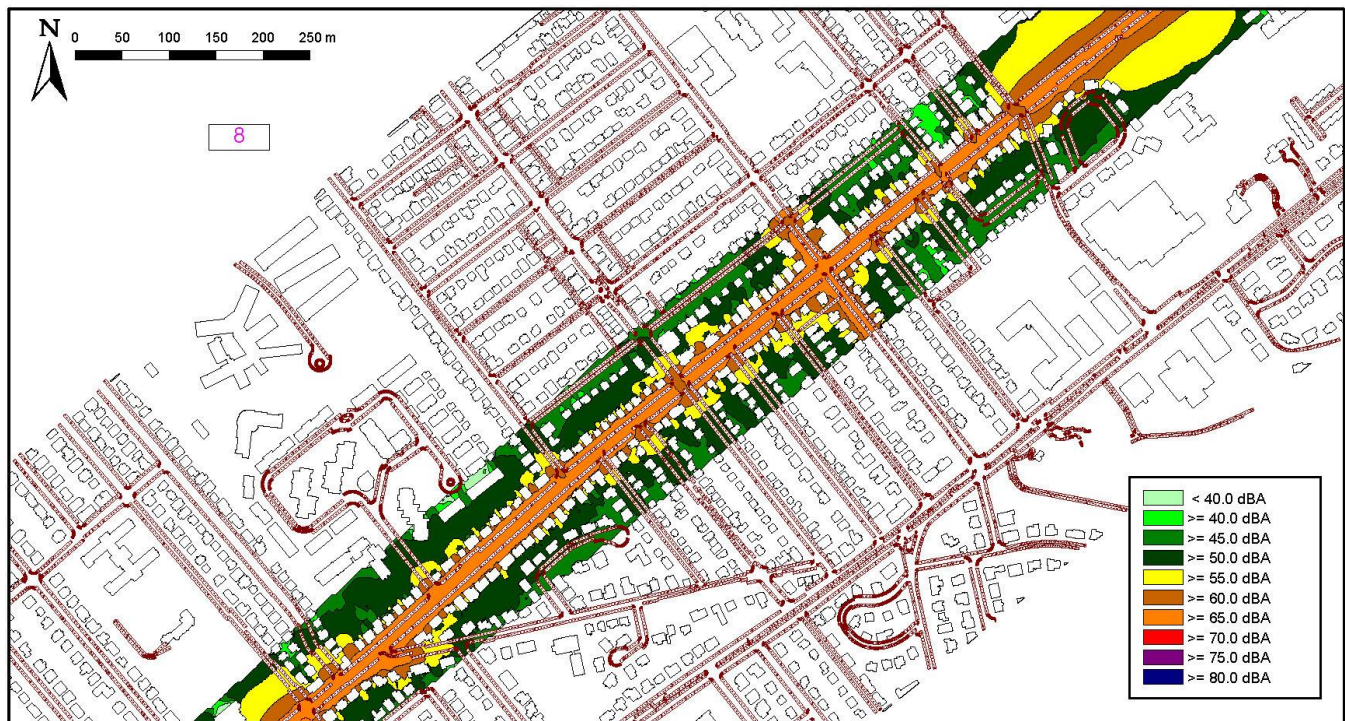 N
0 50 100 150 200 250 m
8
< 40.0 dBA
>= 40.0 dBA
>= 45.0 dBA
>= 50.0 dBA
>= 55.0 dBA
>= 60.0 dBA
>= 65.0 dBA
>= 70.0 dBA
>= 75.0 dBA
>= 80.0 dBA